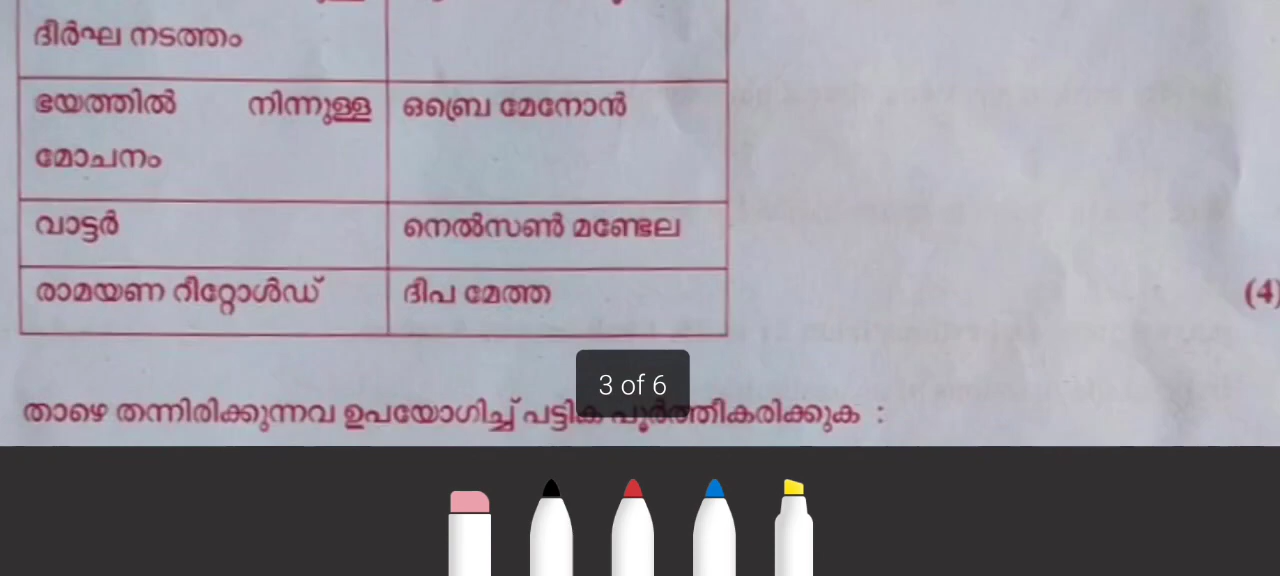 ദീർഘ നടത്തം
ഭയത്തിൽ നിന്നുള്ള ഒബ്രെ മേനോൻ
മോചനം
വാട്ടർ നെൽസൺ മണ്ടേല
രാമയണ റീറ്റോൾഡ് ദീപ മേത്ത
(4)
3 of 6
താഴെ തന്നിരിക്കുന്നവ ഉപയോഗിച്ച് പട്ടിക പൂർത്തീകരിക്കുക :